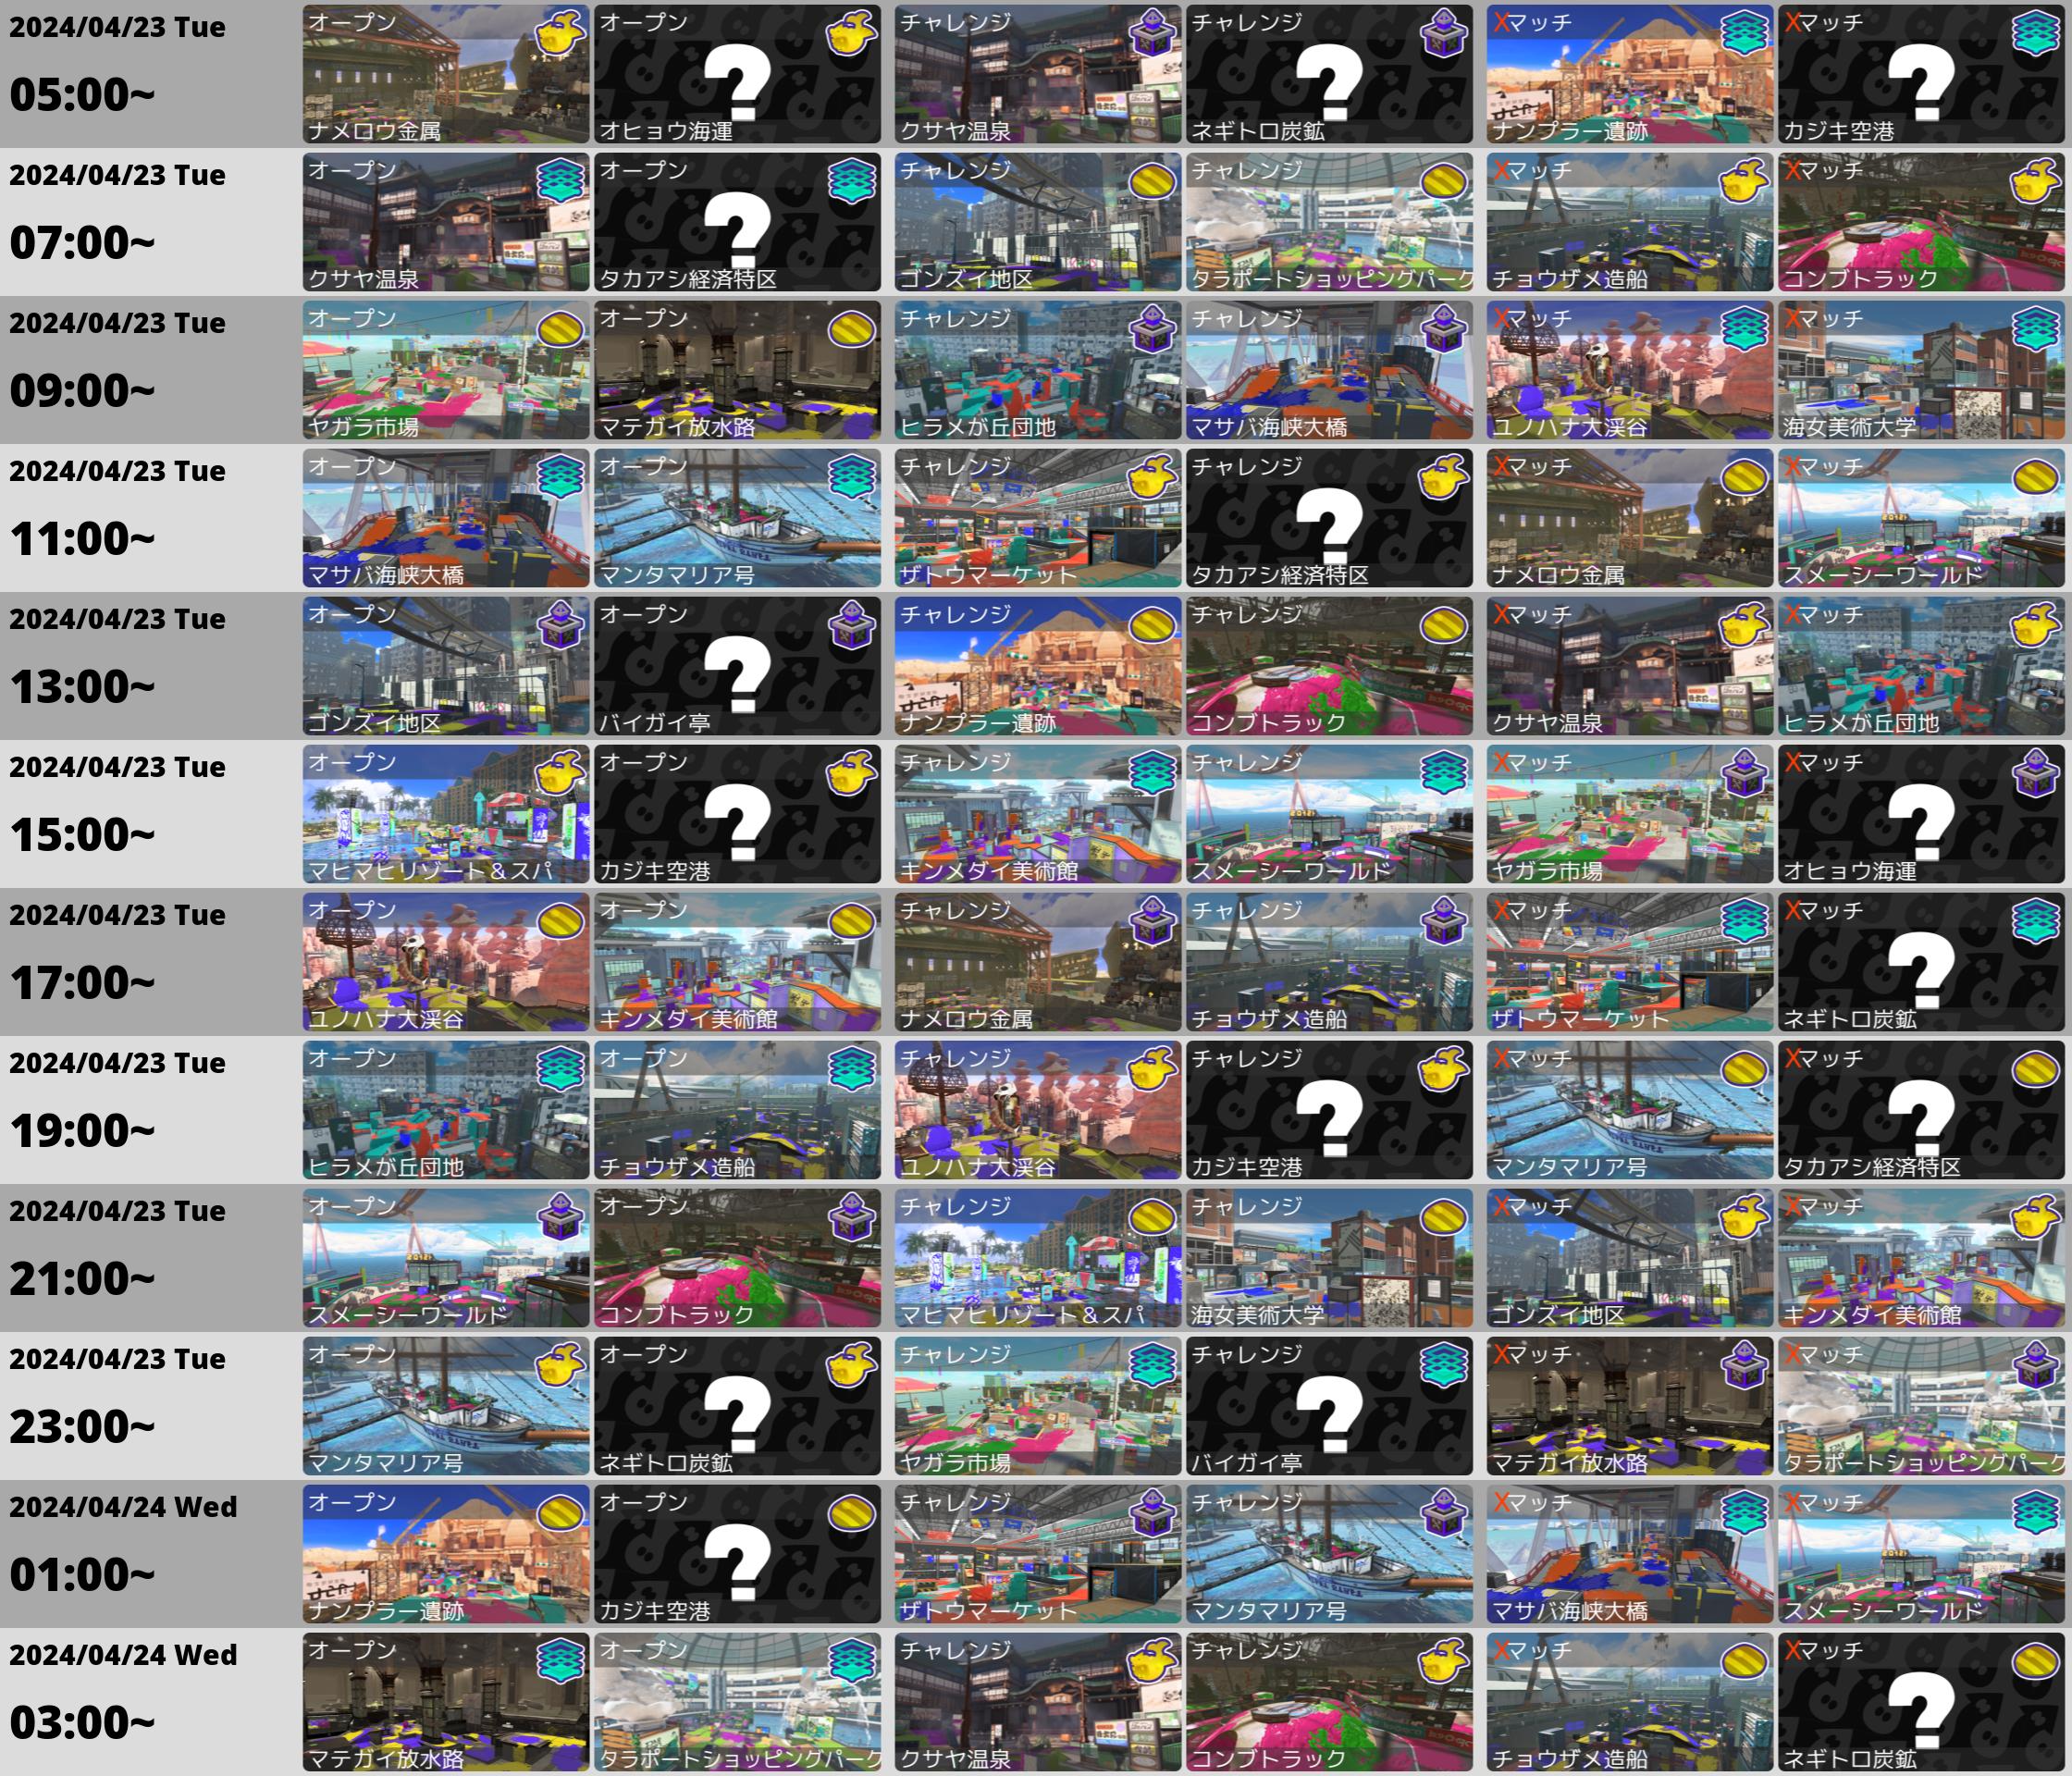 2024/04/23 Tue
05:00~
オープン オープン チャレンジ チャレンジ Xマッチ Xマッチ
ナメロウ金属 オヒョウ海運 クサヤ温泉 ネギトロ炭鉱 ナンプラー遺跡 カジキ空港
2024/04/23 Tue
07:00~
オープン オープン チャレンジ チャレンジ Xマッチ Xマッチ
クサヤ温泉 タカアシ経済特区 ゴンズイ地区 タラポートショッピングパーク チョウザメ造船 コンブトラック
2024/04/23 Tue
09:00~
オープン オープン チャレンジ チャレンジ Xマッチ Xマッチ
ヤガラ市場 マテガイ放水路 ヒラメが丘団地 マサバ海峡大橋 ユノハナ大渓谷 海女美術大学
2024/04/23 Tue
11:00~
オープン オープン チャレンジ チャレンジ Xマッチ Xマッチ
マサバ海峡大橋 マンタマリア号 ザトウマーケット タカアシ経済特区 ナメロウ金属 スメーシーワールド
2024/04/23 Tue
13:00~
オープン オープン チャレンジ チャレンジ Xマッチ Xマッチ
ゴンズイ地区 バイガイ亭 ナンプラー遺跡 コンブトラック クサヤ温泉 ヒラメが丘団地
2024/04/23 Tue
15:00~
オープン オープン チャレンジ チャレンジ Xマッチ Xマッチ
マヒマヒリゾート&スパ カジキ空港 キンメダイ美術館 スメーシーワールド ヤガラ市場 オヒョウ海運
2024/04/23 Tue
17:00~
オープン オープン チャレンジ チャレンジ Xマッチ Xマッチ
ユノハナ大渓谷 キンメダイ美術館 ナメロウ金属 チョウザメ造船 ザトウマーケット ネギトロ炭鉱
2024/04/23 Tue
19:00~
オープン オープン チャレンジ チャレンジ Xマッチ Xマッチ
ヒラメが丘団地 チョウザメ造船 ユノハナ大渓谷 カジキ空港 マンタマリア号 タカアシ経済特区
2024/04/23 Tue
21:00~
オープン オープン チャレンジ チャレンジ Xマッチ Xマッチ
スメーシーワールド コンブトラック マヒマヒリゾート&スパ 海女美術大学 ゴンズイ地区 キンメダイ美術館
2024/04/23 Tue
23:00~
オープン オープン チャレンジ チャレンジ Xマッチ Xマッチ
マンタマリア号 ネギトロ炭鉱 ヤガラ市場 バイガイ亭 マテガイ放水路 タラポートショッピングパーク
2024/04/24 Wed
01:00~
オープン オープン チャレンジ チャレンジ Xマッチ Xマッチ
ナンプラー遺跡 カジキ空港 ザトウマーケット マンタマリア号 マサバ海峡大橋 スメーシーワールド
2024/04/24 Wed
03:00~
オープン オープン チャレンジ チャレンジ Xマッチ Xマッチ
マテガイ放水路 タラポートショッピングパーク クサヤ温泉 コンブトラック チョウザメ造船 ネギトロ炭鉱